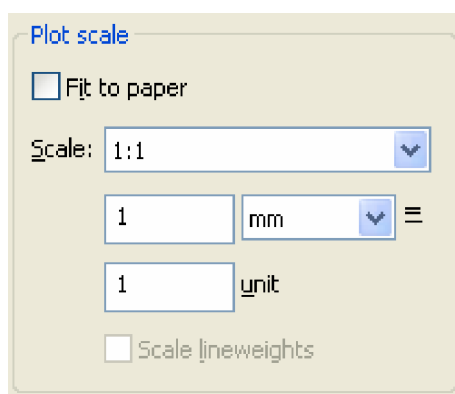 Plot scale
Fit to paper
Scale: 1:1
1 mm =
1 unit
Scale lineweights